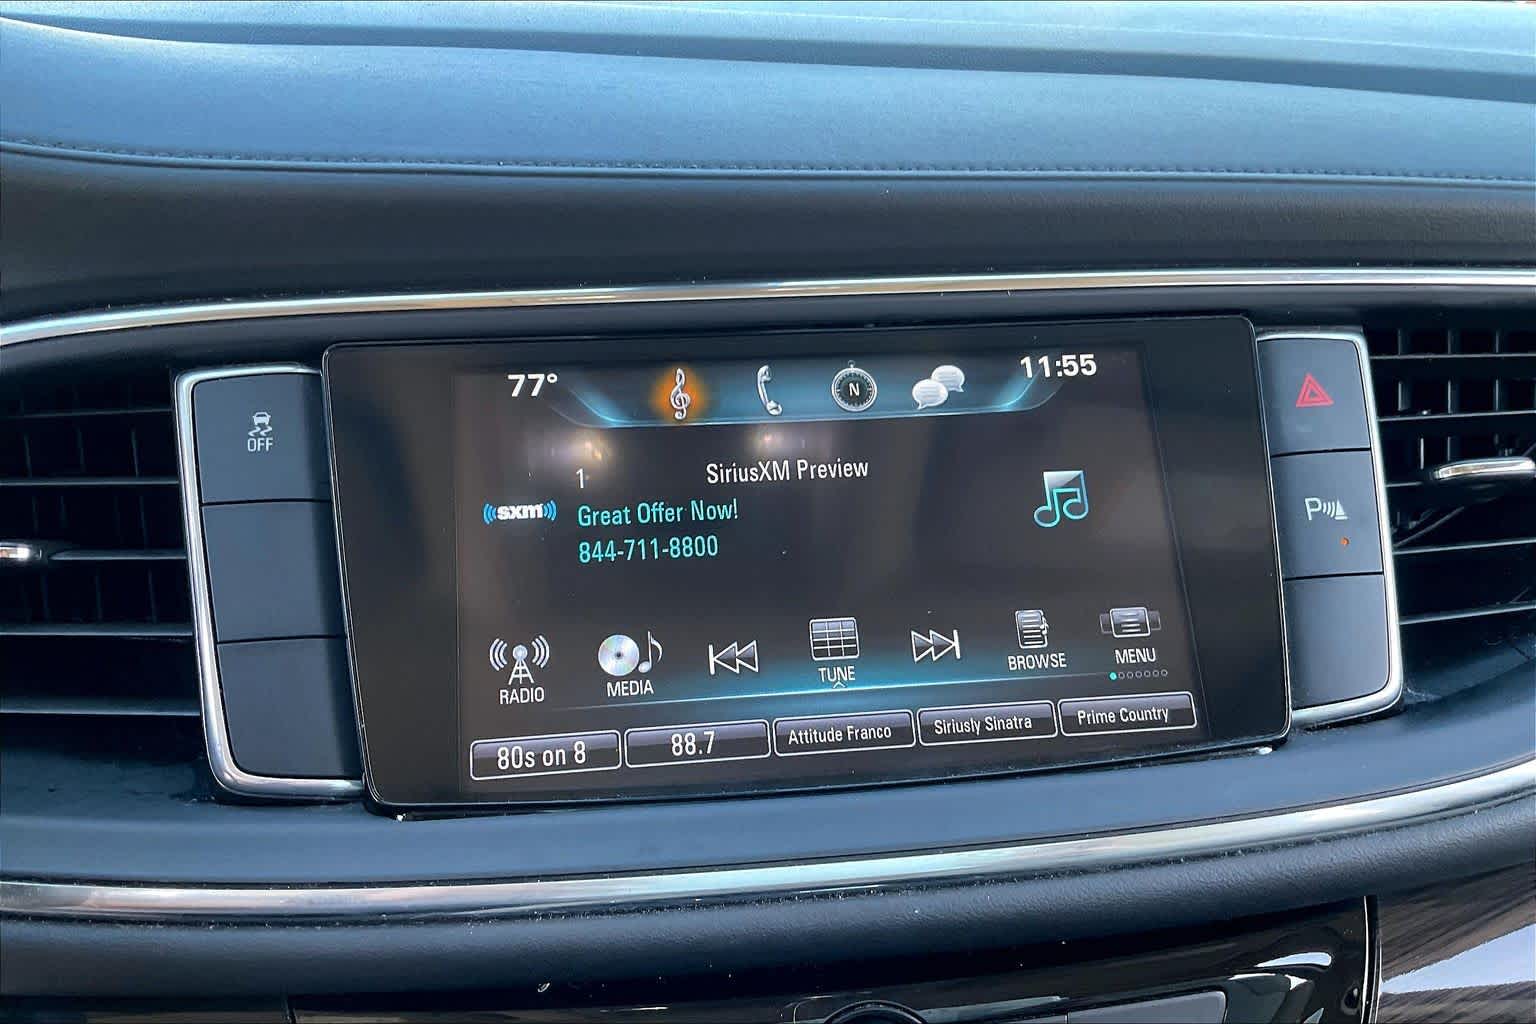 77°
N
11:55
OFF
1
SiriusXM Preview
sxm
Great Offer Now!
844-711-8800
P
RADIO
MEDIA
TUNE
BROWSE
MENU
80s on 8
88.7
Attitude Franco
Siriusly Sinatra
Prime Country